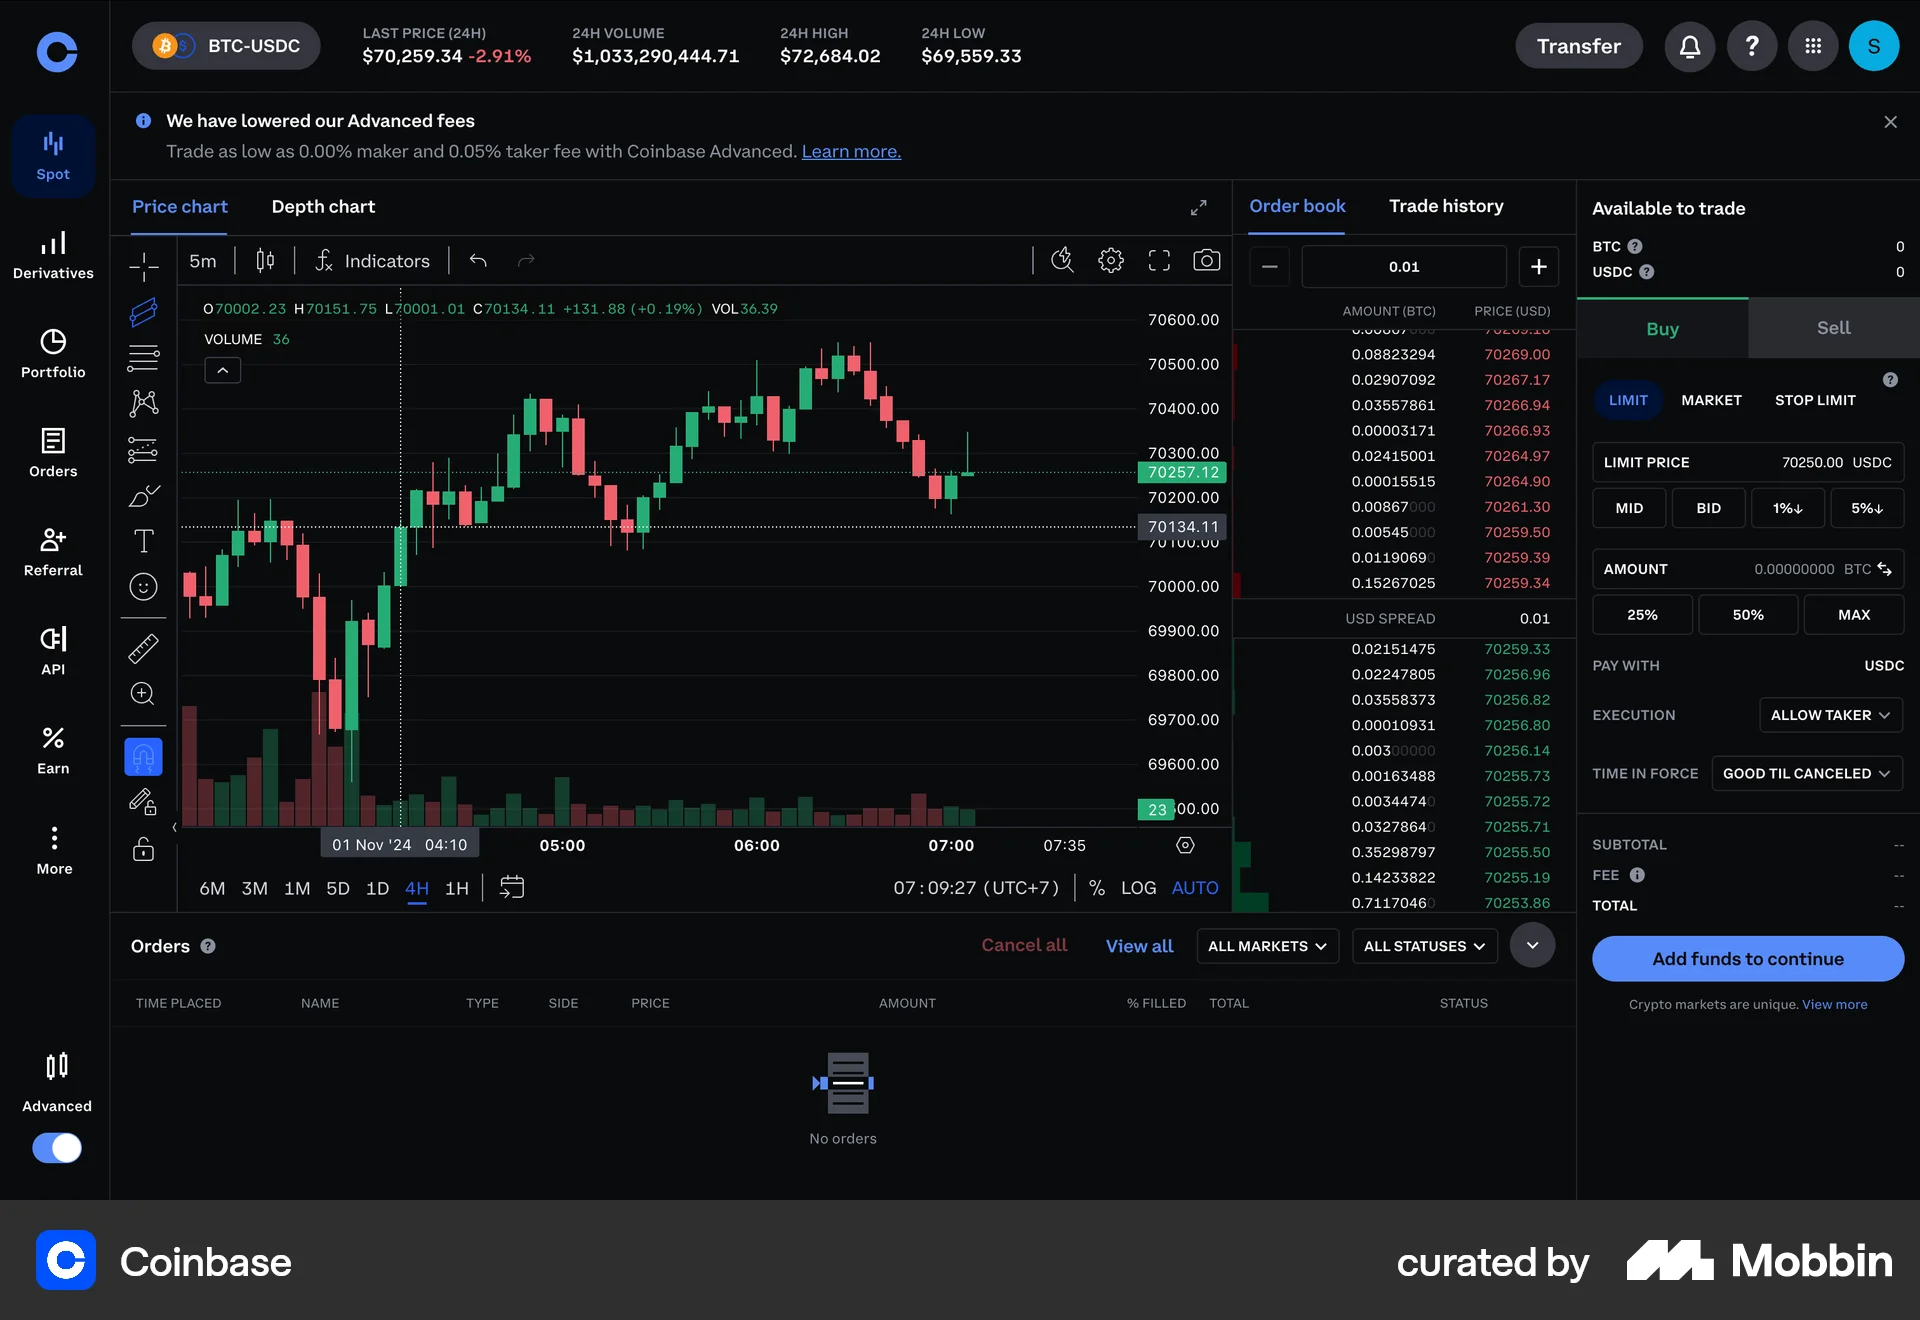 BTC-USDC
LAST PRICE (24H)
$70,259.34 -2.91%
24H VOLUME
$1,033,290,444.71
24H HIGH
$72,684.02
24H LOW
$69,559.33
Transfer
?
S
Spot
Derivatives
Portfolio
Orders
Referral
API
Earn
More
Advanced
We have lowered our Advanced fees
Trade as low as 0.00% maker and 0.05% taker fee with Coinbase Advanced. Learn more.
Price chart
Depth chart
5m
Indicators
O70002.23 H70151.75 L70001.01 C70134.11 +131.88 (+0.19%) VOL36.39
VOLUME 36
70600.00
70500.00
70400.00
70300.00
70257.12
70200.00
70134.11
70100.00
70000.00
69900.00
69800.00
69700.00
69600.00
23
01 Nov '24 04:10
05:00
06:00
07:00
07:35
6M 3M 1M 5D 1D 4H 1H
07:09:27 (UTC+7)
% LOG AUTO
Order book
Trade history
0.01
AMOUNT (BTC) PRICE (USD)
0.08823294 70269.00
0.02907092 70267.17
0.03557861 70266.94
0.00003171 70266.93
0.02415001 70264.97
0.00015515 70264.90
0.00867000 70261.30
0.00545000 70259.50
0.01190690 70259.39
0.15267025 70259.34
USD SPREAD 0.01
0.02151475 70259.33
0.02247805 70256.96
0.03558373 70256.82
0.00010931 70256.80
0.00300000 70256.14
0.00163488 70255.73
0.00344740 70255.72
0.03278640 70255.71
0.35298797 70255.50
0.14233822 70255.19
0.71170460 70253.86
Available to trade
BTC ? 0
USDC ? 0
Buy
Sell
?
LIMIT
MARKET
STOP LIMIT
LIMIT PRICE 70250.00 USDC
MID
BID
1%↓
5%↓
AMOUNT 0.00000000 BTC
25%
50%
MAX
PAY WITH USDC
EXECUTION ALLOW TAKER
TIME IN FORCE GOOD TIL CANCELED
SUBTOTAL --
FEE --
TOTAL --
Add funds to continue
Crypto markets are unique. View more
Orders ?
Cancel all
View all
ALL MARKETS
ALL STATUSES
TIME PLACED NAME TYPE SIDE PRICE AMOUNT % FILLED TOTAL STATUS
No orders
Coinbase
curated by Mobbin